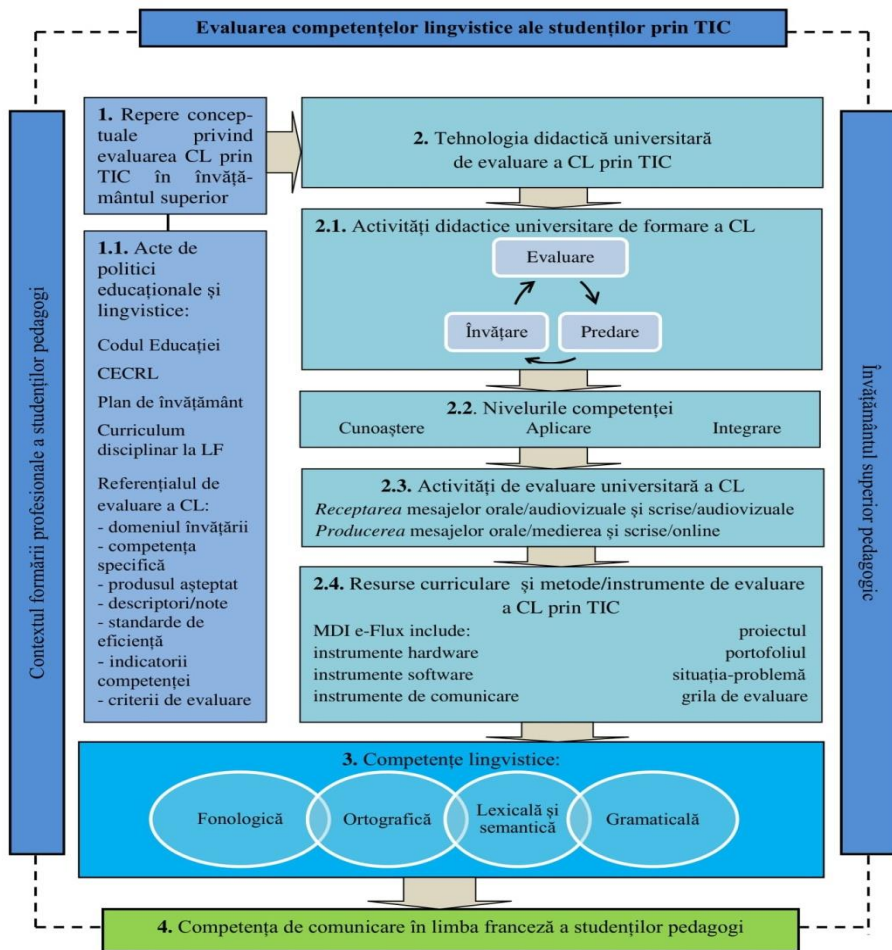 Evaluarea competențelor lingvistice ale studenților prin TIC
Contextul formării profesionale a studenților pedagogi
1. Repere concep-
tuale privind
evaluarea CL prin
TIC în învăță-
mântul superior
1.1. Acte de
politici
educaționale și
lingvistice:
Codul Educației
CECRL
Plan de învățământ
Curriculum
disciplinar la LF
Referențialul de
evaluare a CL:
- domeniul învățării
- competența
specifică
- produsul așteptat
- descriptori/note
- standarde de
eficiență
- indicatorii
competenței
- criterii de evaluare
2. Tehnologia didactică universitară
de evaluare a CL prin TIC
2.1. Activități didactice universitare de formare a CL
Evaluare
Învățare
Predare
2.2. Nivelurile competenței
Cunoaștere Aplicare Integrare
2.3. Activități de evaluare universitară a CL
Receptarea mesajelor orale/audiovizuale și scrise/audiovizuale
Producerea mesajelor orale/medierea și scrise/online
2.4. Resurse curriculare și metode/instrumente de evaluare
a CL prin TIC
MDI e-Flux include: proiectul
instrumente hardware portofoliul
instrumente software situația-problemă
instrumente de comunicare grila de evaluare
Învățământul superior pedagogic
3. Competențe lingvistice:
Fonologică
Ortografică
Lexicală și
semantică
Gramaticală
4. Competența de comunicare în limba franceză a studenților pedagogi